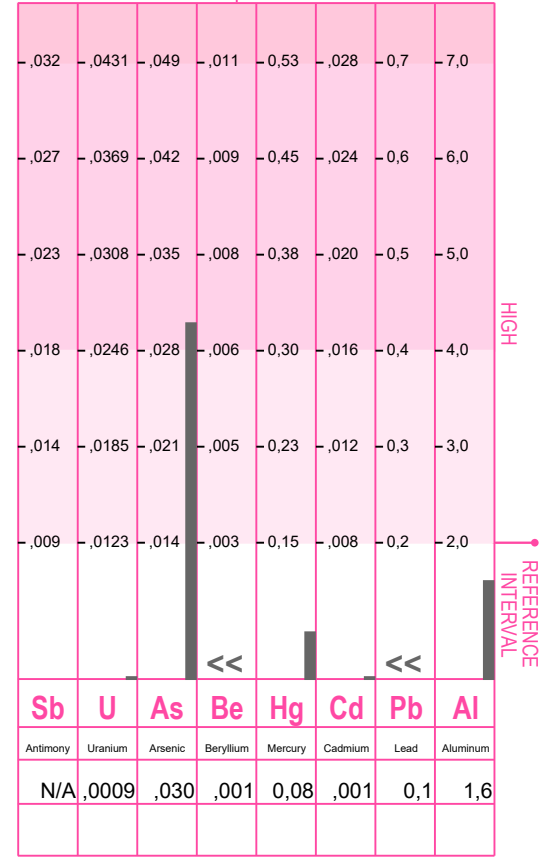 ,032 ,0431 ,049 ,011 0,53 ,028 0,7 7,0
,027 ,0369 ,042 ,009 0,45 ,024 0,6 6,0
,023 ,0308 ,035 ,008 0,38 ,020 0,5 5,0
HIGH
,018 ,0246 ,028 ,006 0,30 ,016 0,4 4,0
,014 ,0185 ,021 ,005 0,23 ,012 0,3 3,0
,009 ,0123 ,014 ,003 0,15 ,008 0,2 2,0
REFERENCE
INTERVAL
<< <<
Sb U As Be Hg Cd Pb Al
Antimony Uranium Arsenic Beryllium Mercury Cadmium Lead Aluminum
N/A ,0009 ,030 ,001 0,08 ,001 0,1 1,6